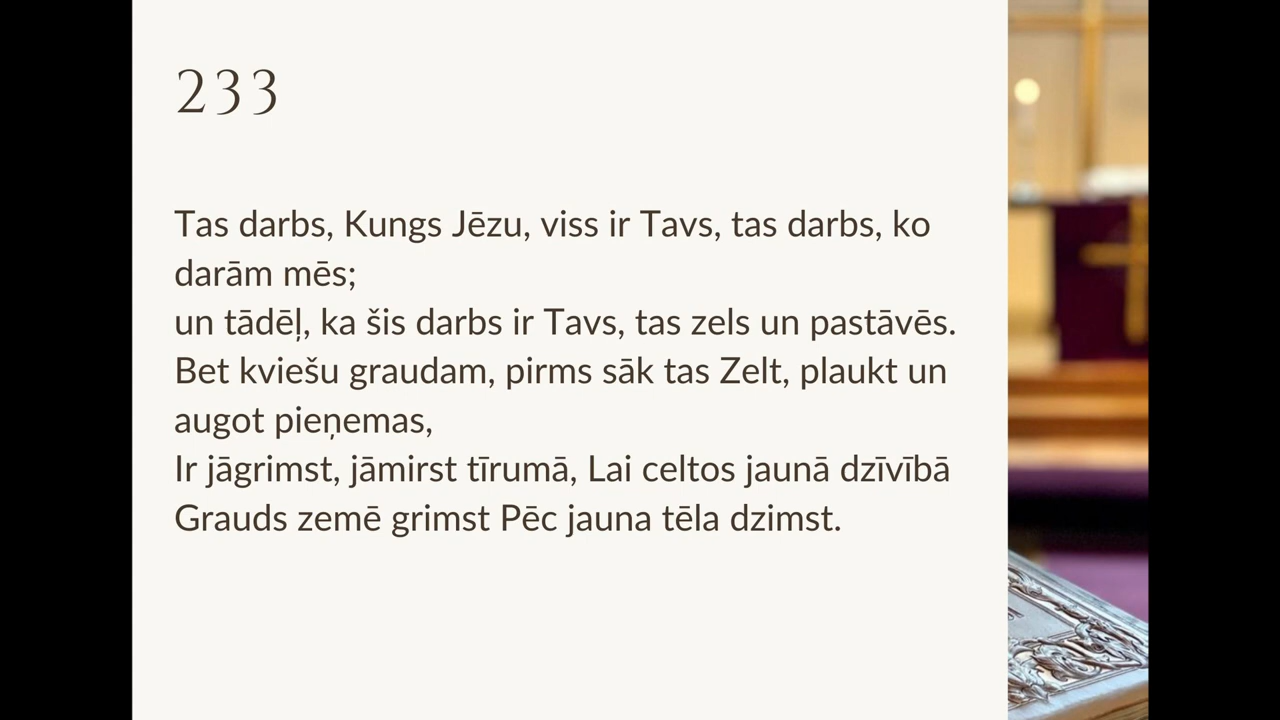 233
Tas darbs, Kungs Jēzu, viss ir Tavs, tas darbs, ko
darām mēs;
un tādēļ, ka šis darbs ir Tavs, tas zels un pastāvēs.
Bet kviešu graudam, pirms sāk tas Zelt, plaukt un
augot pieņemas,
Ir jāgrimst, jāmirst tīrumā, Lai celtos jaunā dzīvībā
Grauds zemē grimst Pēc jauna tēla dzimst.